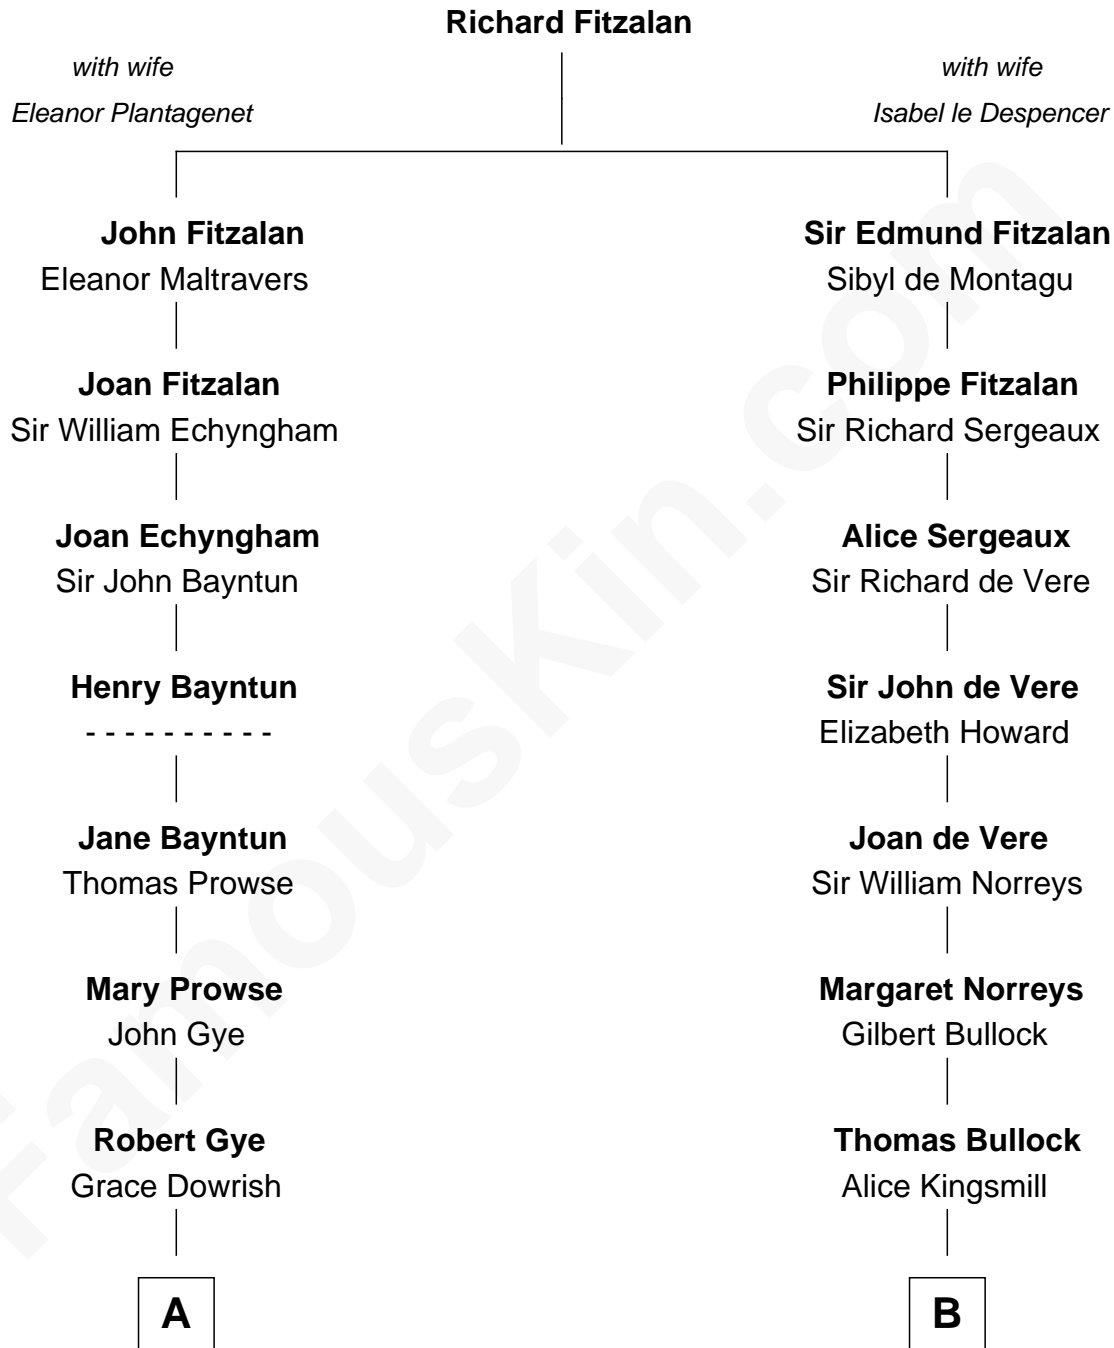 Richard Fitzalan
with wife
Eleanor Plantagenet
with wife
Isabel le Despencer
John Fitzalan
Eleanor Maltravers
Sir Edmund Fitzalan
Sibyl de Montagu
Joan Fitzalan
Sir William Echyngham
Philippe Fitzalan
Sir Richard Sergeaux
Joan Echyngham
Sir John Bayntun
Alice Sergeaux
Sir Richard de Vere
Henry Bayntun
- - - - - - - - - -
Sir John de Vere
Elizabeth Howard
Jane Bayntun
Thomas Prowse
Joan de Vere
Sir William Norreys
Mary Prowse
John Gye
Margaret Norreys
Gilbert Bullock
Robert Gye
Grace Dowrish
Thomas Bullock
Alice Kingsmill
A
B
FamousKin.com